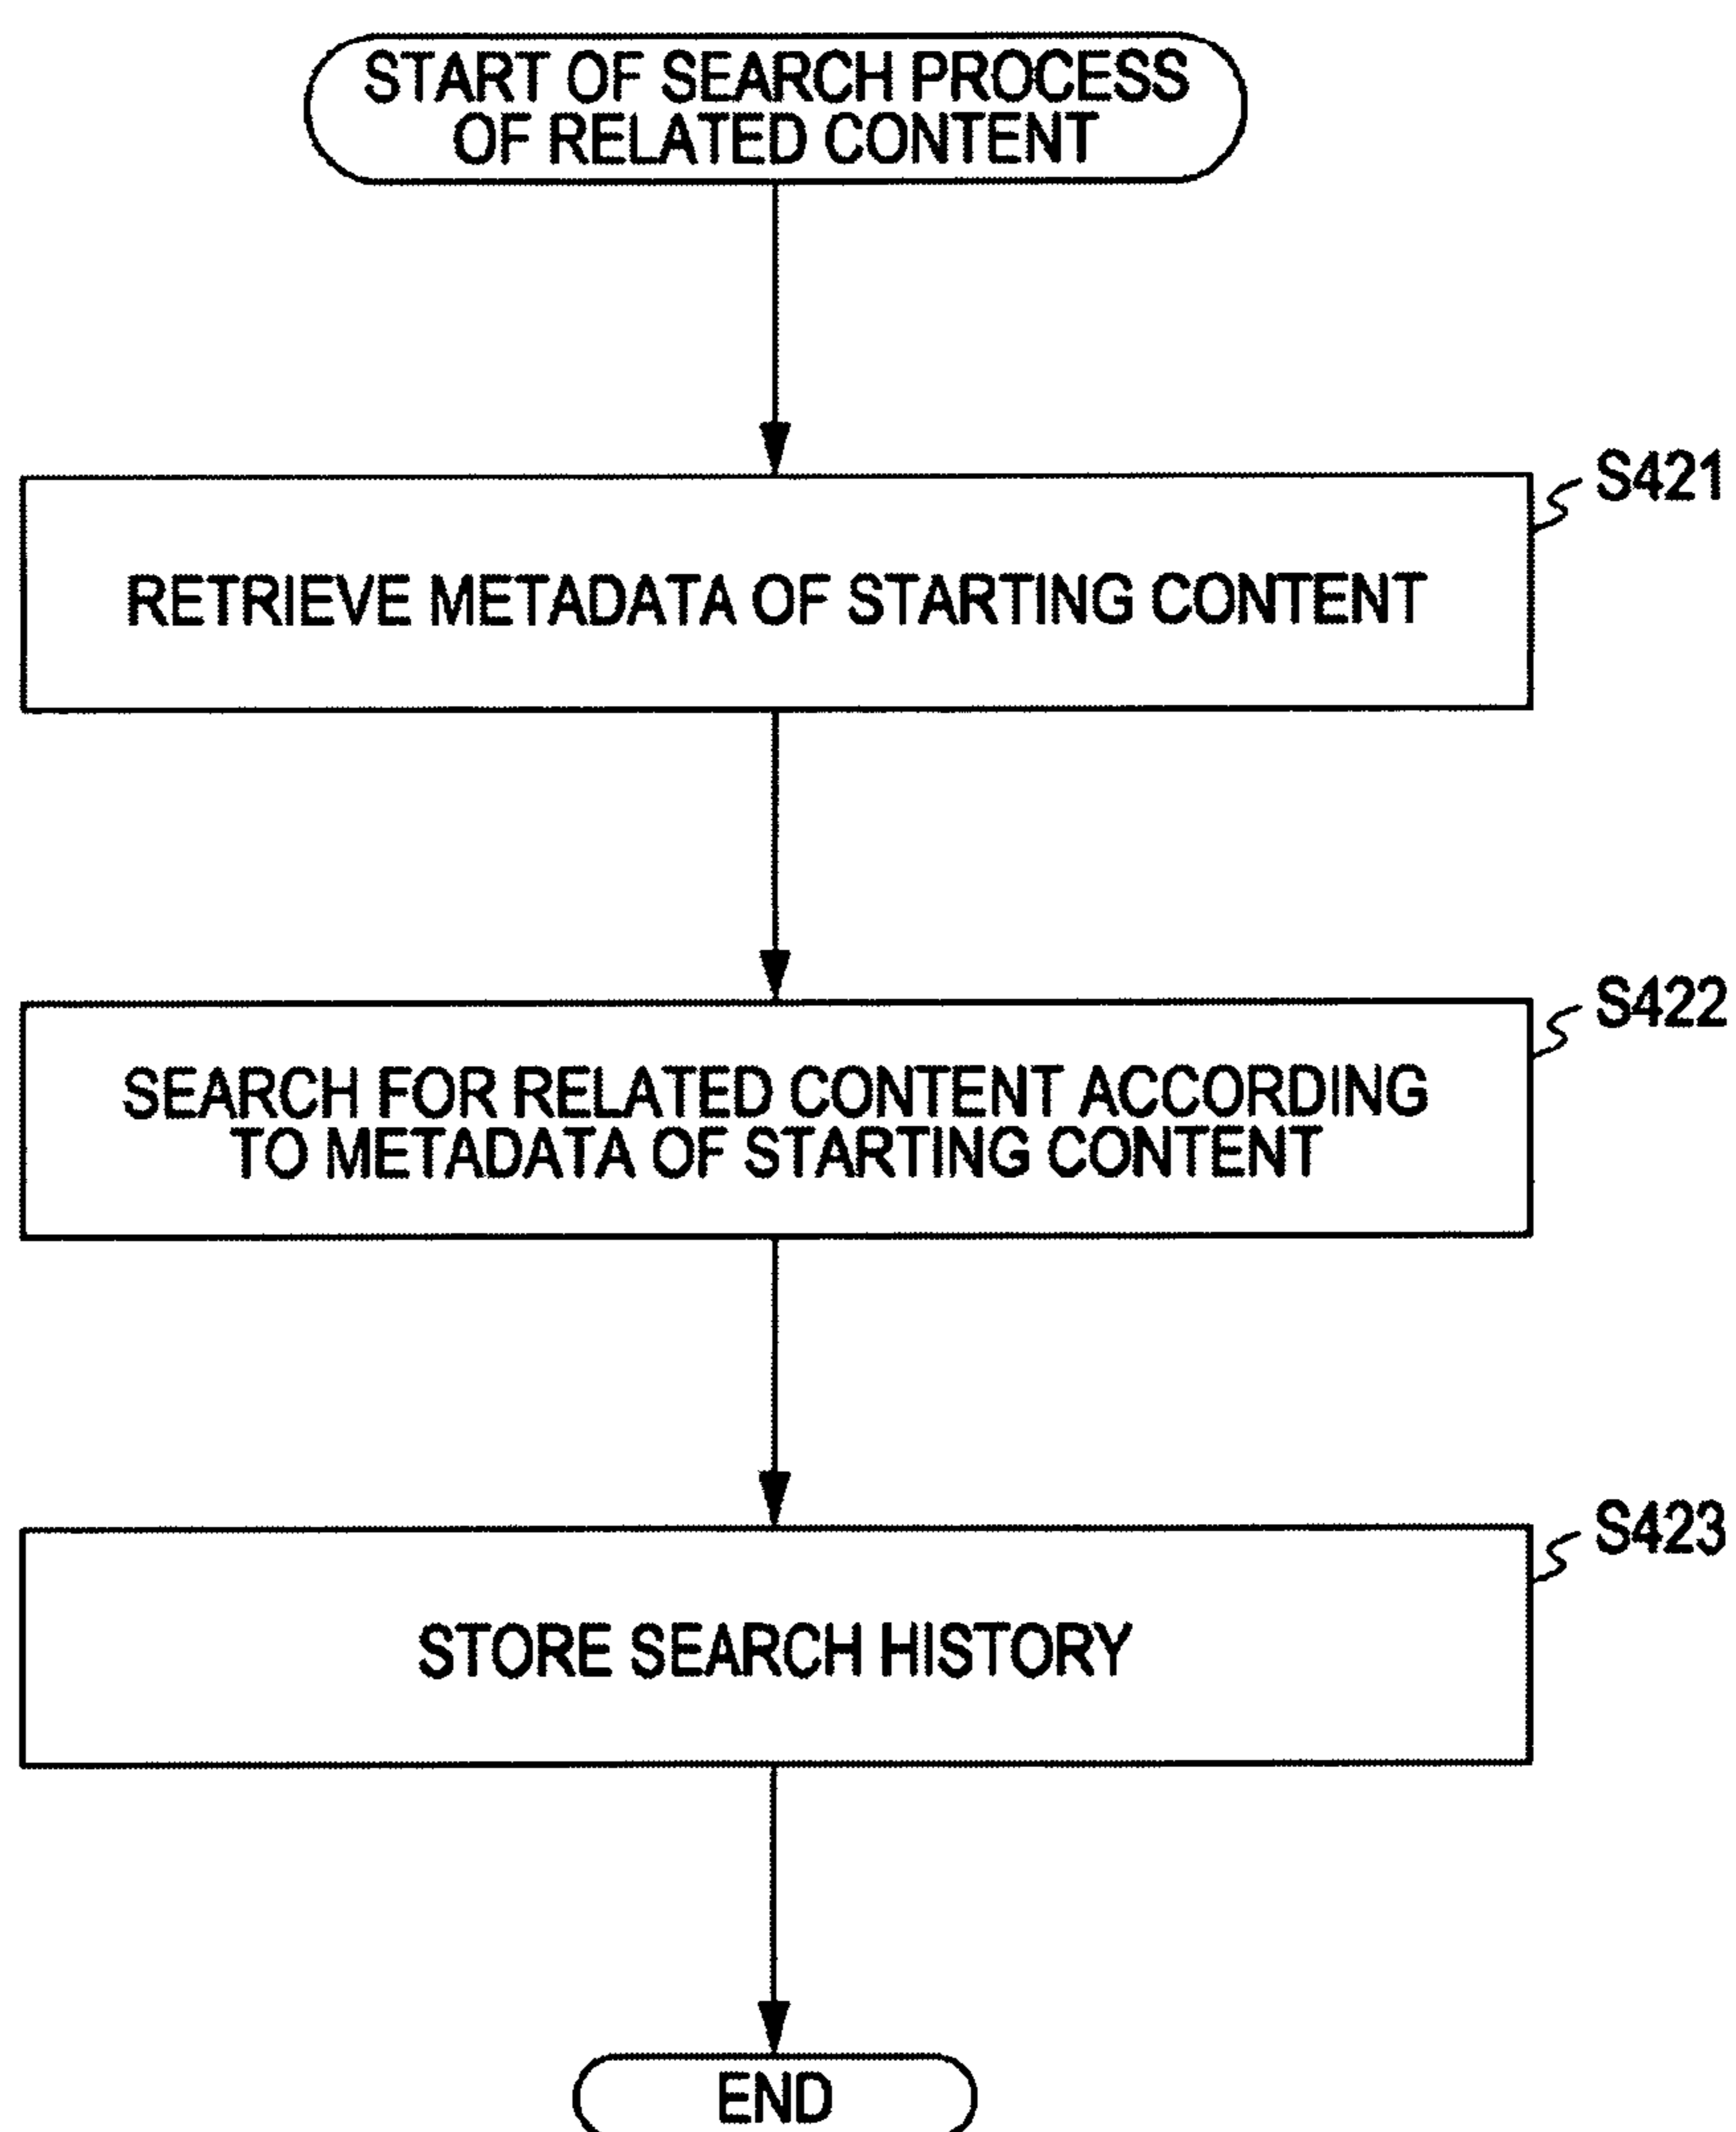 START OF SEARCH PROCESS
OF RELATED CONTENT
S421
RETRIEVE METADATA OF STARTING CONTENT
S422
SEARCH FOR RELATED CONTENT ACCORDING
TO METADATA OF STARTING CONTENT
S423
STORE SEARCH HISTORY
END